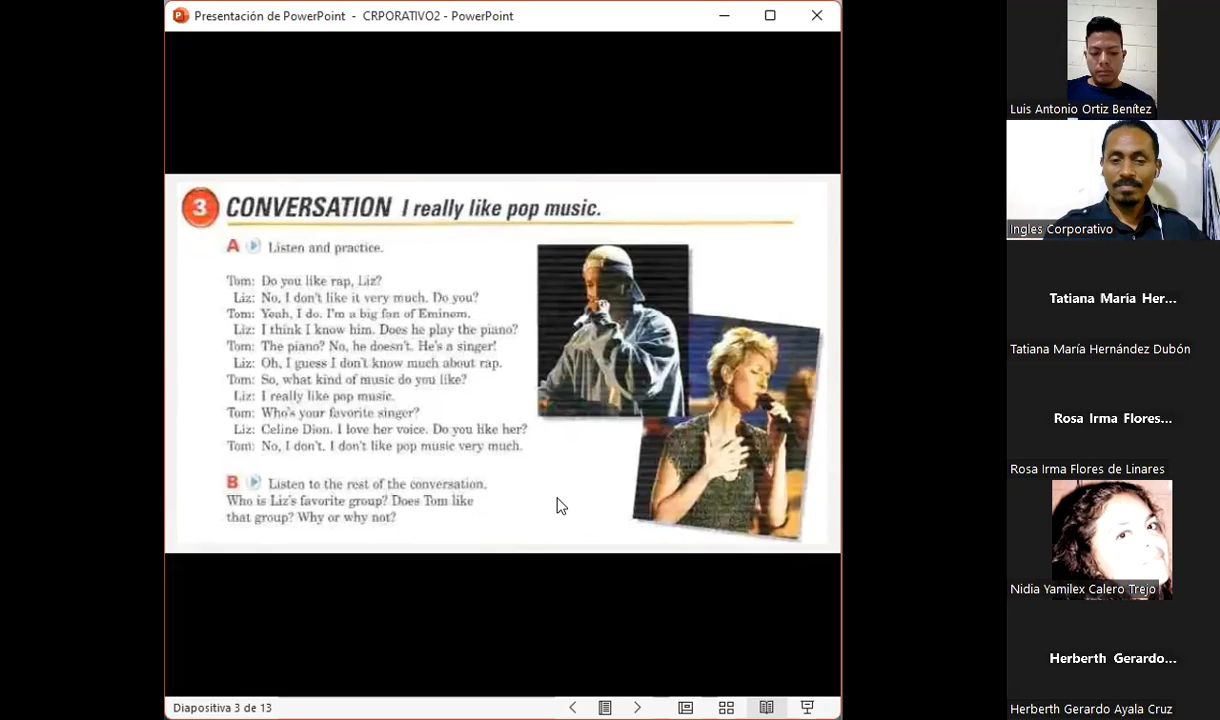 Presentación de PowerPoint - CRPORATIVO2 - PowerPoint
3 CONVERSATION I really like pop music.
A Listen and practice.
Tom: Do you like rap, Liz?
Liz: No, I don't like it very much. Do you?
Tom: Yeah, I do. I'm a big fan of Eminem.
Liz: I think I know him. Does he play the piano?
Tom: The piano? No, he doesn't. He's a singer!
Liz: Oh, I guess I don't know much about rap.
Tom: So, what kind of music do you like?
Liz: I really like pop music.
Tom: Who's your favorite singer?
Liz: Celine Dion. I love her voice. Do you like her?
Tom: No, I don't. I don't like pop music very much.
B Listen to the rest of the conversation.
Who is Liz's favorite group? Does Tom like
that group? Why or why not?
Diapositiva 3 de 13
Luis Antonio Ortiz Benítez
Ingles Corporativo
Tatiana María Her...
Tatiana María Hernández Dubón
Rosa Irma Flores...
Rosa Irma Flores de Linares
Nidia Yamilex Calero Trejo
Herberth Gerardo...
Herberth Gerardo Ayala Cruz